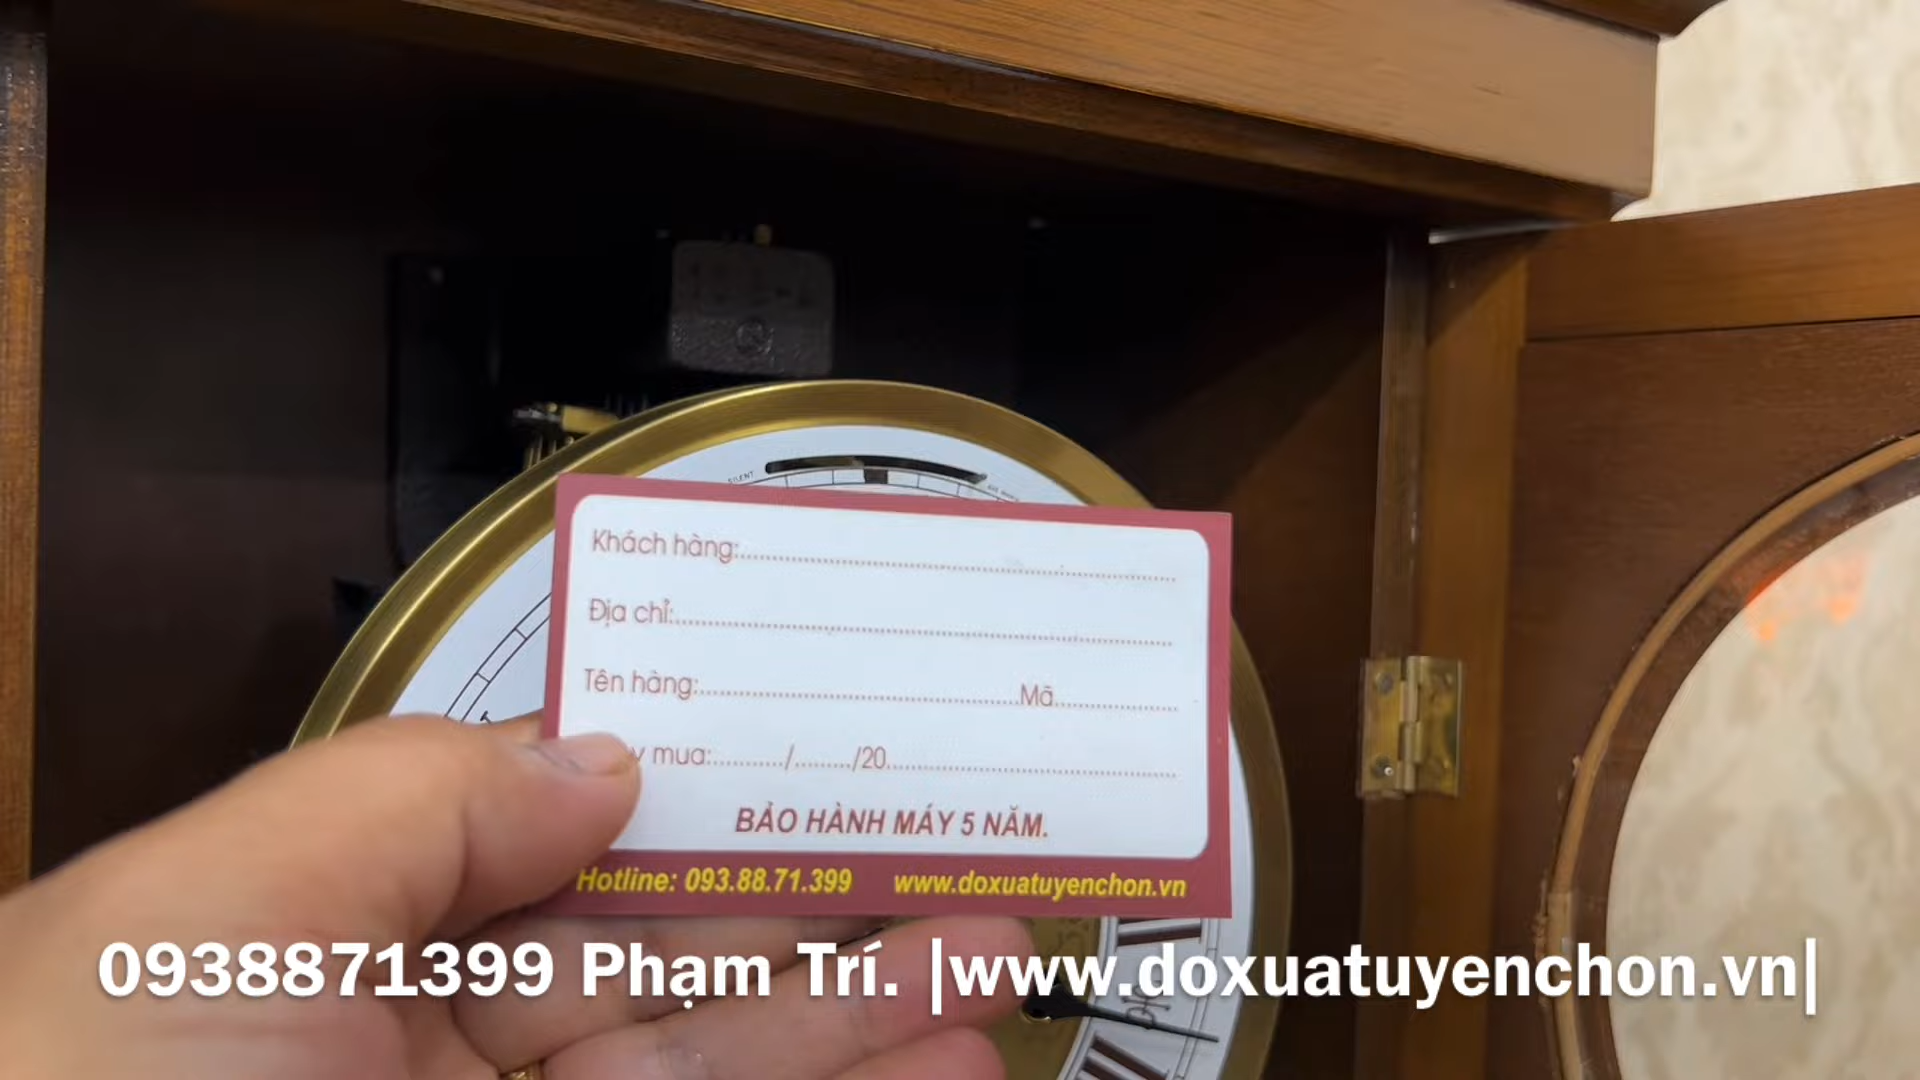 SILENT
Khách hàng:
Địa chỉ:
Tên hàng: Mã
mua: / /20
BẢO HÀNH MÁY 5 NĂM.
Hotline: 093.88.71.399 www.doxuatuyenchon.vn
0938871399 Phạm Trí. |www.doxuatuyenchon.vn|